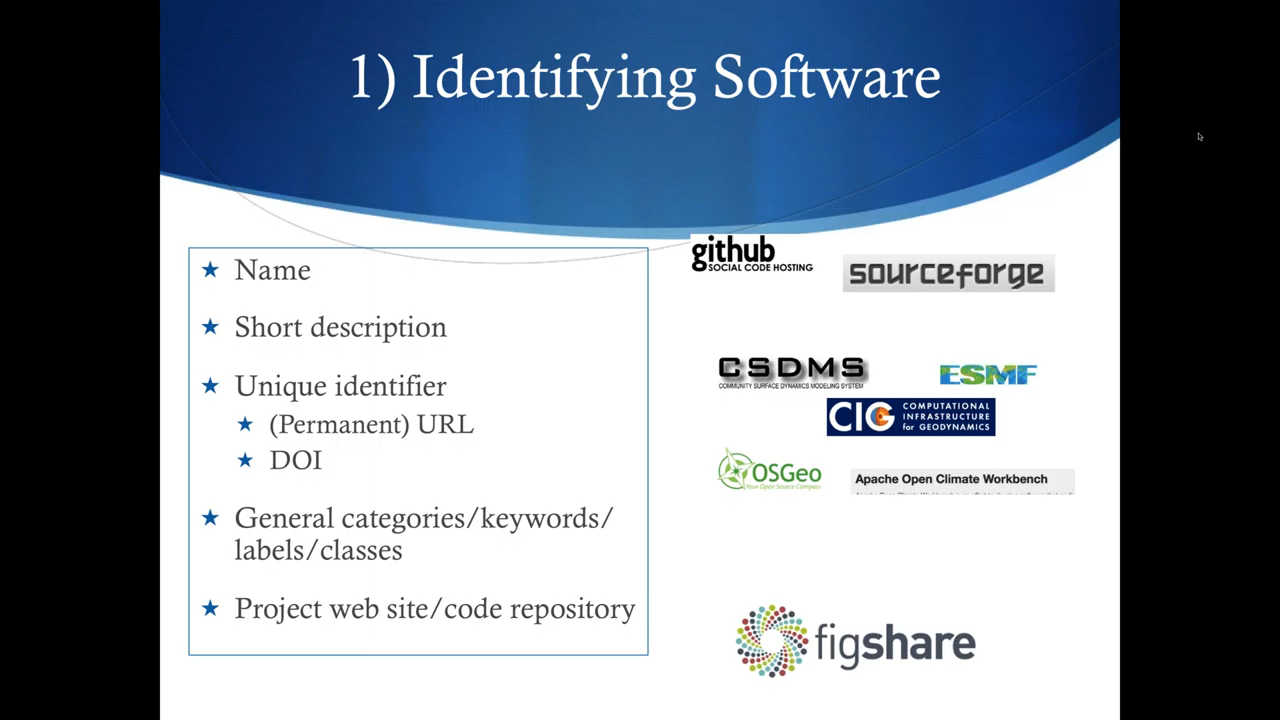 1) Identifying Software
Name
Short description
Unique identifier
(Permanent) URL
DOI
General categories/keywords/
labels/classes
Project web site/code repository
github
SOCIAL CODE HOSTING
sourceforge
CSDMS
COMMUNITY SURFACE DYNAMICS MODELING SYSTEM
ESMF
CIG
COMPUTATIONAL
INFRASTRUCTURE
for GEODYNAMICS
OSGeo
Your Open Source Compass
Apache Open Climate Workbench
figshare